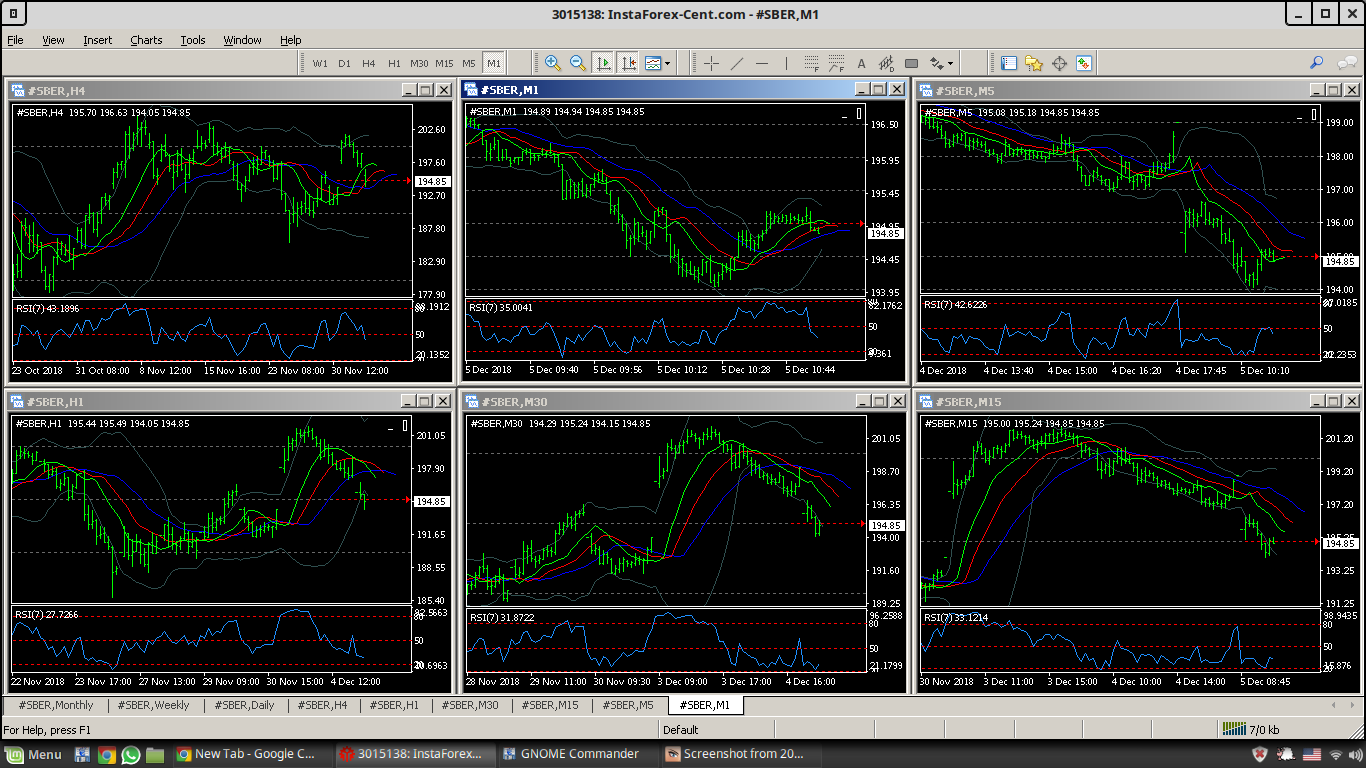 3015138: InstaForex-Cent.com - #SBER,M1
File View Insert Charts Tools Window Help
W1 D1 H4 H1 M30 M15 M5 M1
A
#SBER,H4
#SBER,H4 195.70 196.63 194.05 194.85
202.60
197.60
194.85
192.70
187.80
182.90
177.90
RSI(7) 43.1896
50
23 Oct 2018 31 Oct 08:00 8 Nov 12:00 15 Nov 16:00 23 Nov 08:00 30 Nov 12:00
#SBER,M1
#SBER,M1 194.89 194.94 194.85 194.85
196.50
195.95
195.45
194.95
194.85
194.45
193.95
RSI(7) 35.0041
82.1762
50
5 Dec 2018 5 Dec 09:40 5 Dec 09:56 5 Dec 10:12 5 Dec 10:28 5 Dec 10:44
#SBER,M5
#SBER,M5 195.08 195.18 194.85 194.85
199.00
198.00
197.00
196.00
194.85
194.00
RSI(7) 42.6226
50
4 Dec 2018 4 Dec 13:40 4 Dec 15:00 4 Dec 16:20 4 Dec 17:45 5 Dec 10:10
#SBER,H1
#SBER,H1 195.44 195.49 194.05 194.85
201.05
197.90
194.85
191.65
188.55
185.40
RSI(7) 27.7266
80
50
22 Nov 2018 23 Nov 17:00 27 Nov 13:00 29 Nov 09:00 30 Nov 15:00 4 Dec 12:00
#SBER,M30
#SBER,M30 194.29 195.24 194.15 194.85
201.05
198.70
196.35
194.85
194.00
191.60
189.25
RSI(7) 31.8722
96.2588
80
50
28 Nov 2018 29 Nov 11:00 30 Nov 09:30 3 Dec 09:00 3 Dec 17:00 4 Dec 16:00
#SBER,M15
#SBER,M15 195.00 195.24 194.85 194.85
201.20
199.20
197.25
194.85
193.25
191.25
RSI(7) 33.1214
98.9435
80
50
30 Nov 2018 3 Dec 11:00 3 Dec 15:00 4 Dec 10:00 4 Dec 14:00 5 Dec 08:45
#SBER,Monthly #SBER,Weekly #SBER,Daily #SBER,H4 #SBER,H1 #SBER,M30 #SBER,M15 #SBER,M5 #SBER,M1
For Help, press F1 Default 7/0 kb
Menu New Tab - Google C... 3015138: InstaForex... GNOME Commander Screenshot from 20...